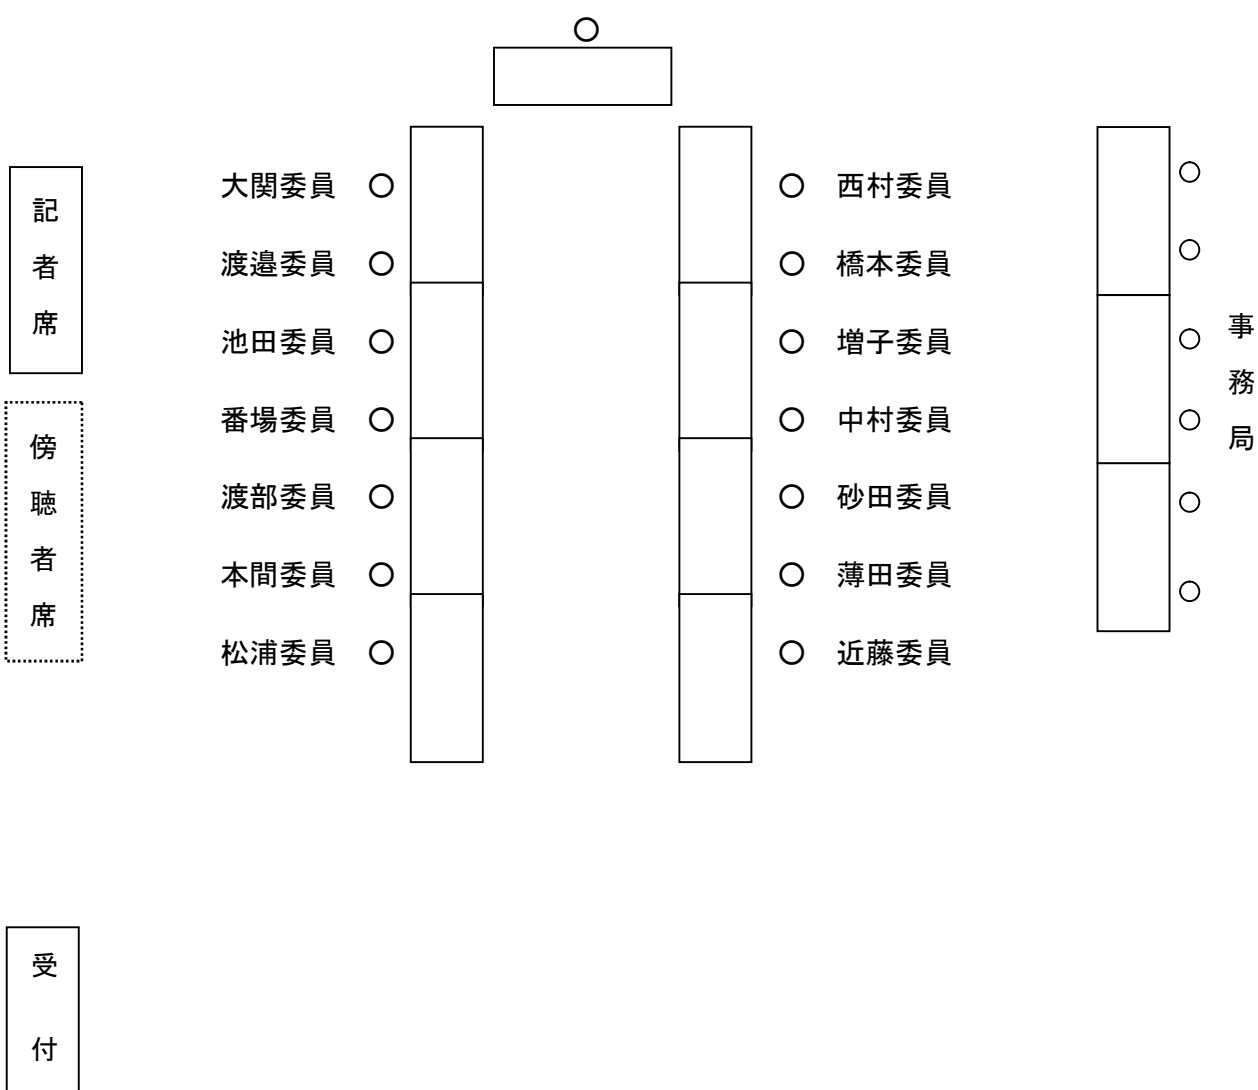 大関委員 ○
渡邉委員 ○
池田委員 ○
番場委員 ○
渡部委員 ○
本間委員 ○
松浦委員 ○
○ 西村委員
○ 橋本委員
○ 増子委員
○ 中村委員
○ 砂田委員
○ 薄田委員
○ 近藤委員
記者席
傍聴者席
事務局
受付